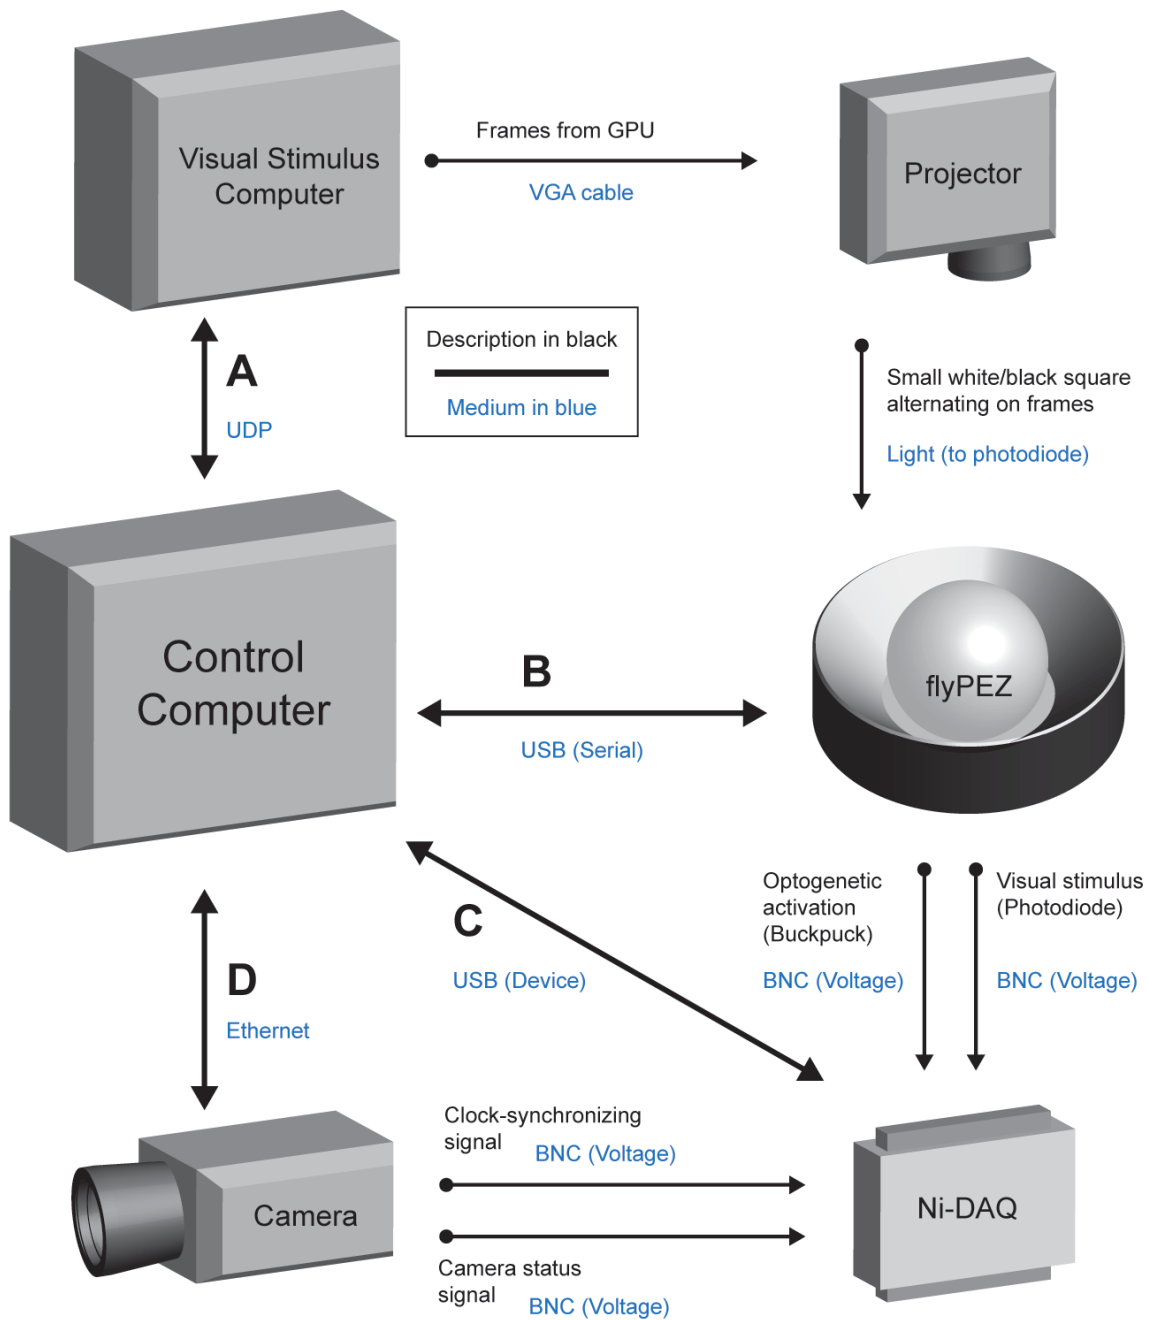 Visual Stimulus
Computer
Frames from GPU
VGA cable
Projector
A
UDP
Description in black
Medium in blue
Small white/black square
alternating on frames
Light (to photodiode)
Control
Computer
B
USB (Serial)
flyPEZ
C
USB (Device)
Optogenetic
activation
(Buckpuck)
BNC (Voltage)
Visual stimulus
(Photodiode)
BNC (Voltage)
D
Ethernet
Camera
Clock-synchronizing
signal
BNC (Voltage)
Camera status
signal
BNC (Voltage)
Ni-DAQ